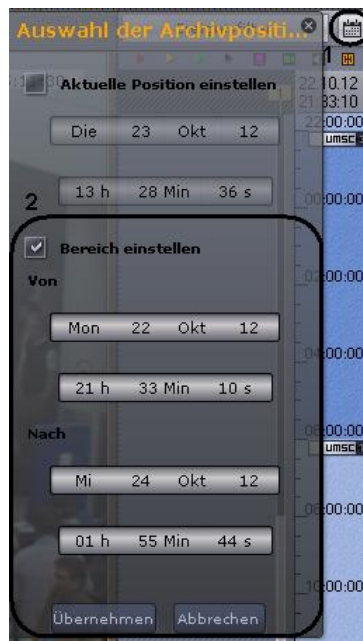 Auswahl der Archivpositi...
1
Aktuelle Position einstellen
22.10.12
21:33:10
22:00:00
Die 23 Okt 12
umsc
13 h 28 Min 36 s
00:00:00
2
Bereich einstellen
Von
02:00:00
Mon 22 Okt 12
04:00:00
21 h 33 Min 10 s
Nach
06:00:00
umsc
Mi 24 Okt 12
08:00:00
01 h 55 Min 44 s
10:00:00
Übernehmen Abbrechen